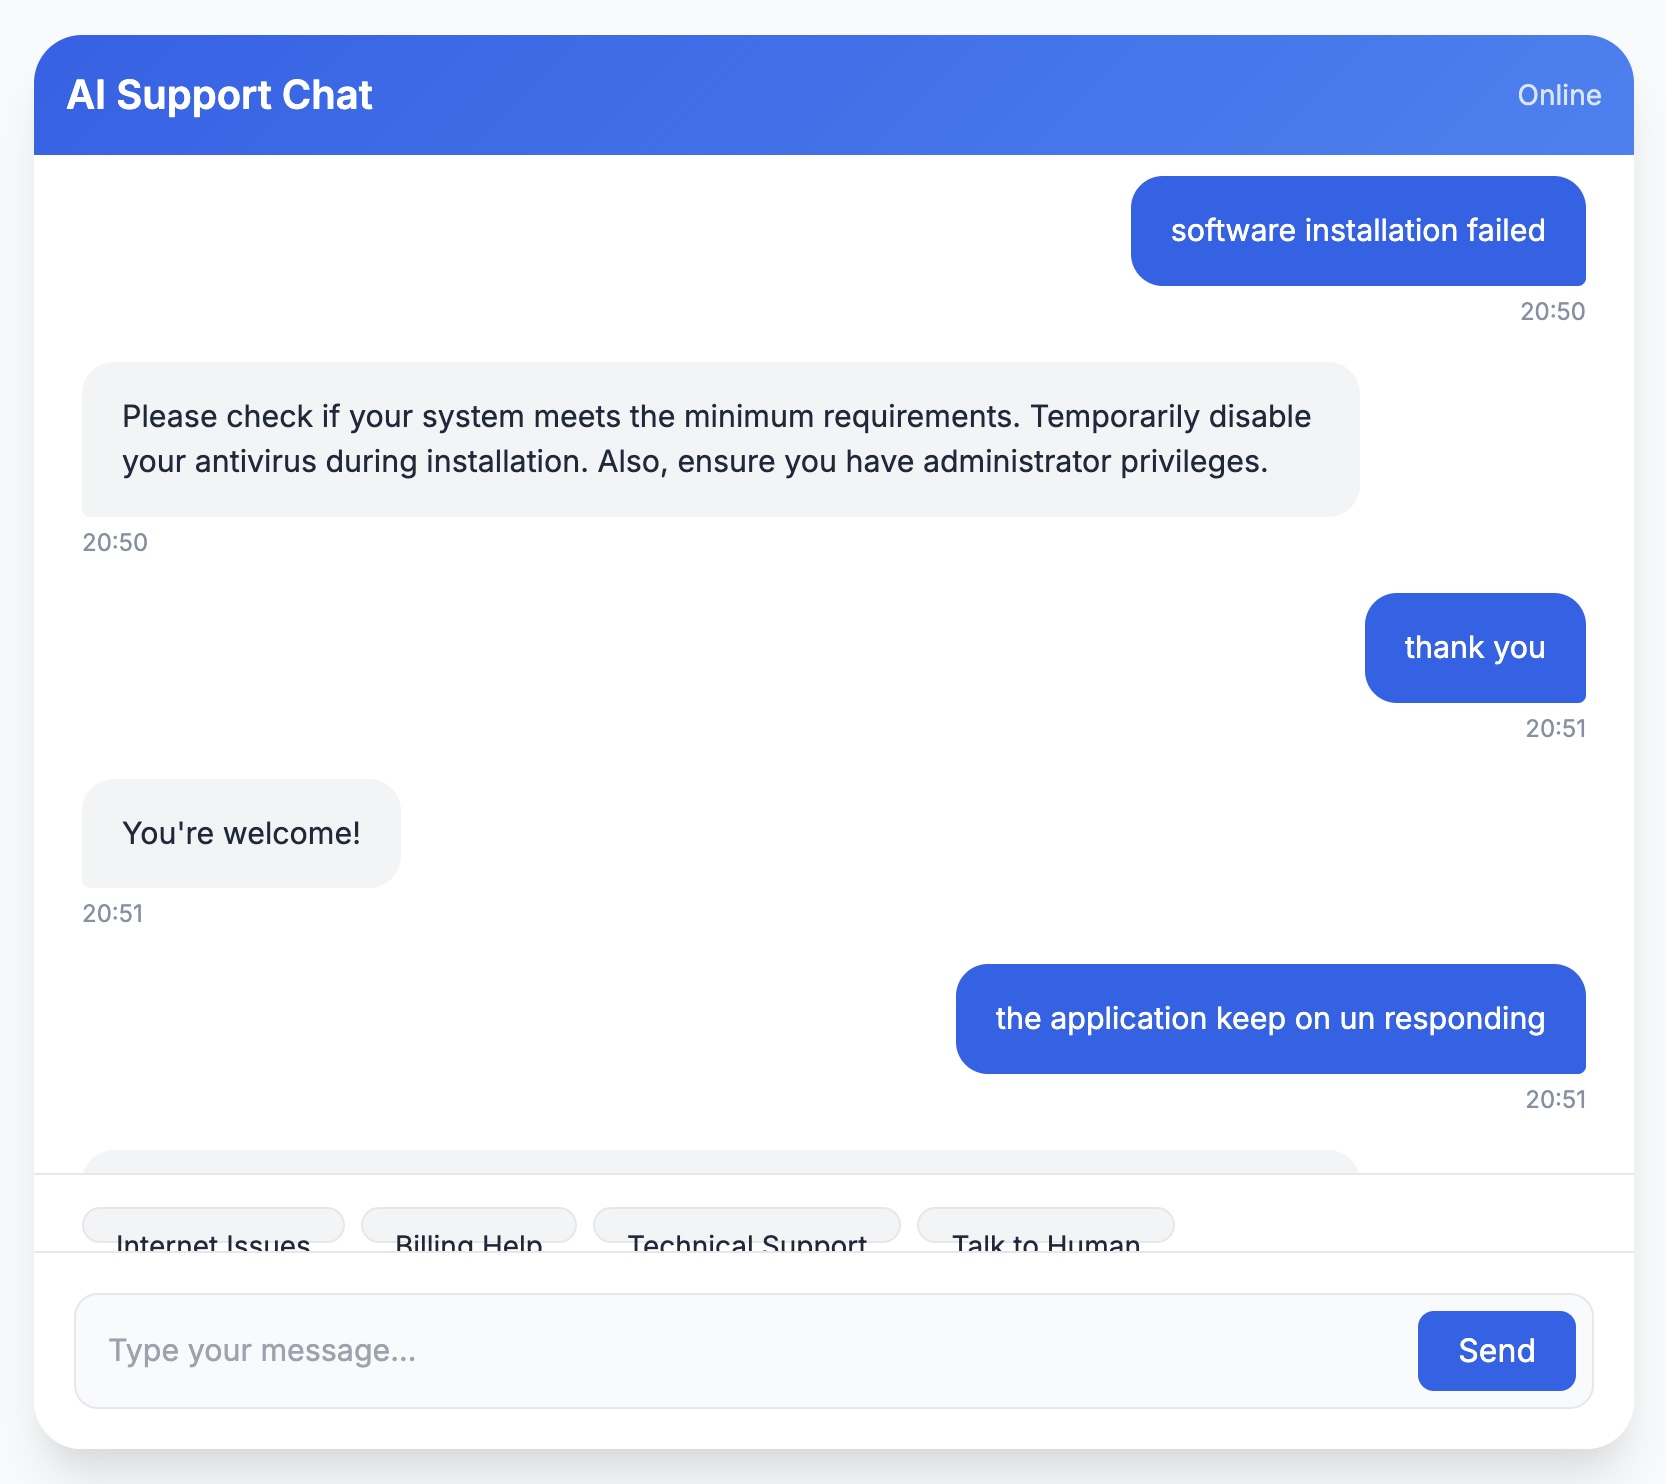 AI Support Chat
Online
software installation failed
20:50
Please check if your system meets the minimum requirements. Temporarily disable
your antivirus during installation. Also, ensure you have administrator privileges.
20:50
thank you
20:51
You're welcome!
20:51
the application keep on un responding
20:51
Internet Issues
Billing Help
Technical Support
Talk to Human
Type your message...
Send